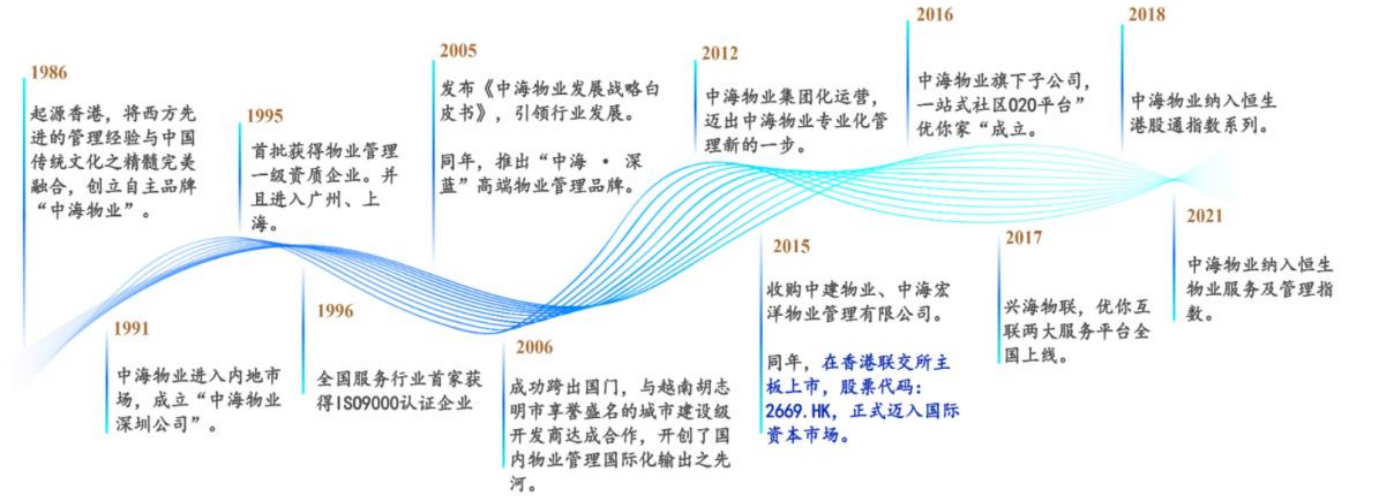 1986
起源香港，将西方先
进的管理经验与中国
传统文化之精髓完美
融合，创立自主品牌
“中海物业”。
1991
中海物业进入内地市
场，成立“中海物业
深圳公司”。
1995
首批获得物业管理
一级资质企业。并
且进入广州、上
海。
1996
全国服务行业首家获
得ISO9000认证企业
2005
发布《中海物业发展战略白
皮书》，引领行业发展。
同年，推出“中海 · 深
蓝”高端物业管理品牌。
2006
成功跨出国门，与越南胡志
明市享誉盛名的城市建设级
开发商达成合作，开创了国
内物业管理国际化输出之先
河。
2012
中海物业集团化运营，
迈出中海物业专业化管
理新的一步。
2015
收购中建物业、中海宏
洋物业管理有限公司。
同年，在香港联交所主
板上市，股票代码：
2669.HK，正式迈入国际
资本市场。
2016
中海物业旗下子公司，
一站式社区O2O平台”
优你家“成立。
2017
兴海物联，优你互
联两大服务平台全
国上线。
2018
中海物业纳入恒生
港股通指数系列。
2021
中海物业纳入恒生
物业服务及管理指
数。